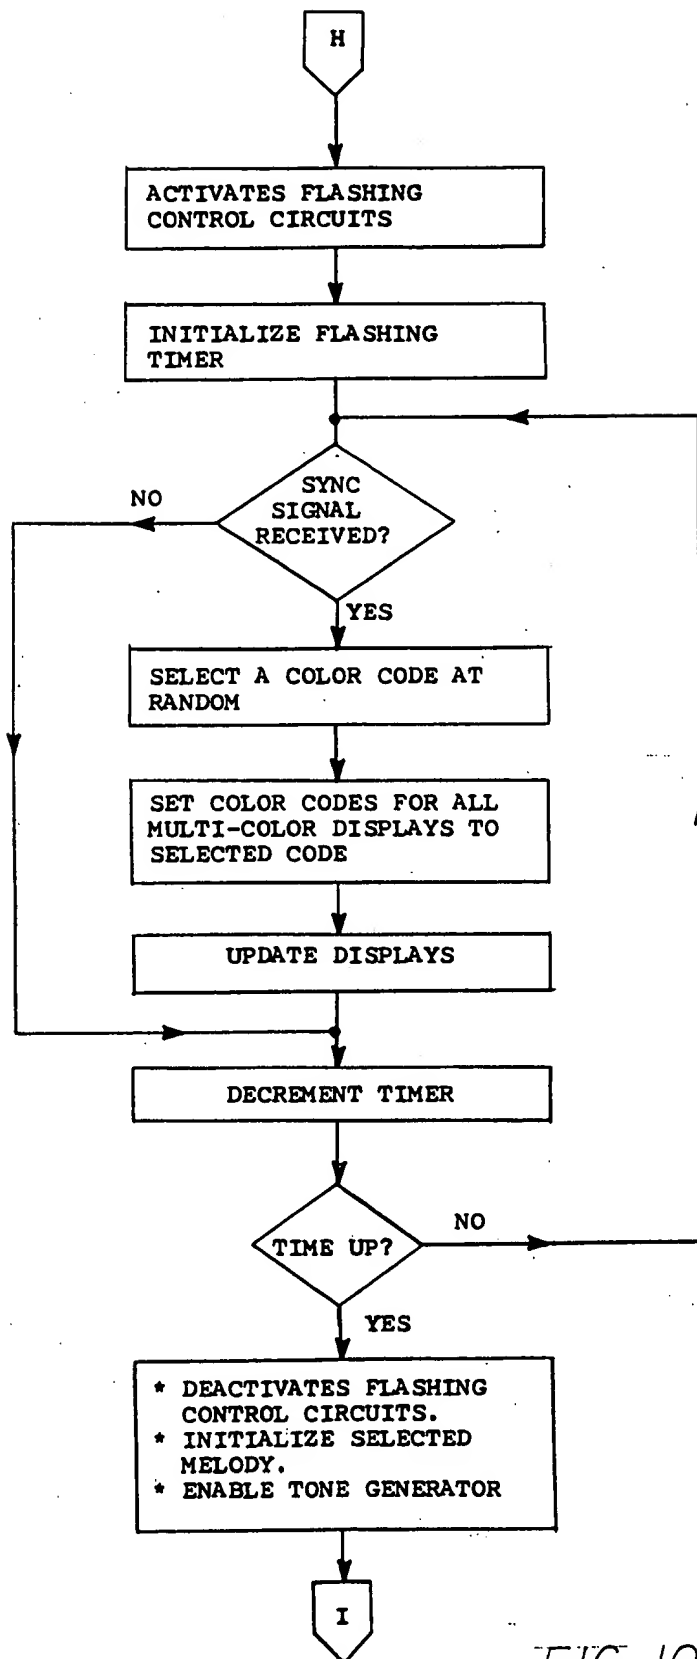 H
ACTIVATES FLASHING
CONTROL CIRCUITS
INITIALIZE FLASHING
TIMER
SYNC
SIGNAL
RECEIVED?
NO
YES
SELECT A COLOR CODE AT
RANDOM
SET COLOR CODES FOR ALL
MULTI-COLOR DISPLAYS TO
SELECTED CODE
UPDATE DISPLAYS
DECREMENT TIMER
TIME UP?
NO
YES
* DEACTIVATES FLASHING
CONTROL CIRCUITS.
* INITIALIZE SELECTED
MELODY.
* ENABLE TONE GENERATOR
I